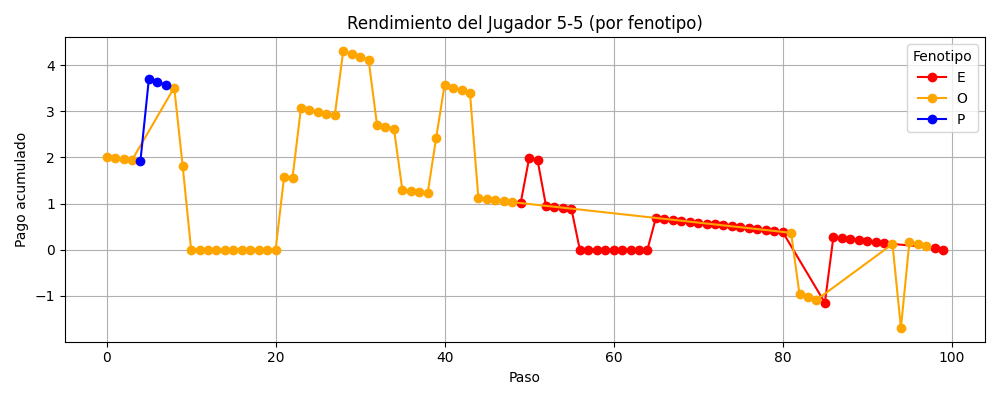 Rendimiento del Jugador 5-5 (por fenotipo)
Pago acumulado
4
3
2
1
0
−1
0
20
40
60
80
100
Paso
Fenotipo
E
O
P